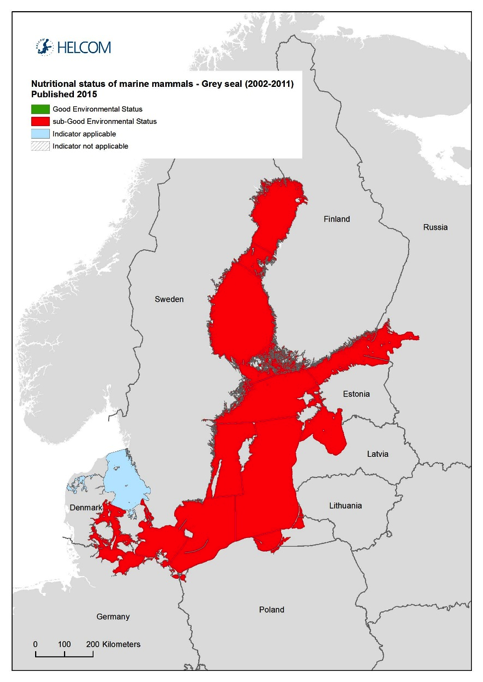 HELCOM
Nutritional status of marine mammals - Grey seal (2002-2011)
Published 2015
Good Environmental Status
sub-Good Environmental Status
Indicator applicable
Indicator not applicable
Finland
Russia
Sweden
Estonia
Latvia
Denmark
Lithuania
Germany
Poland
0 100 200 Kilometers